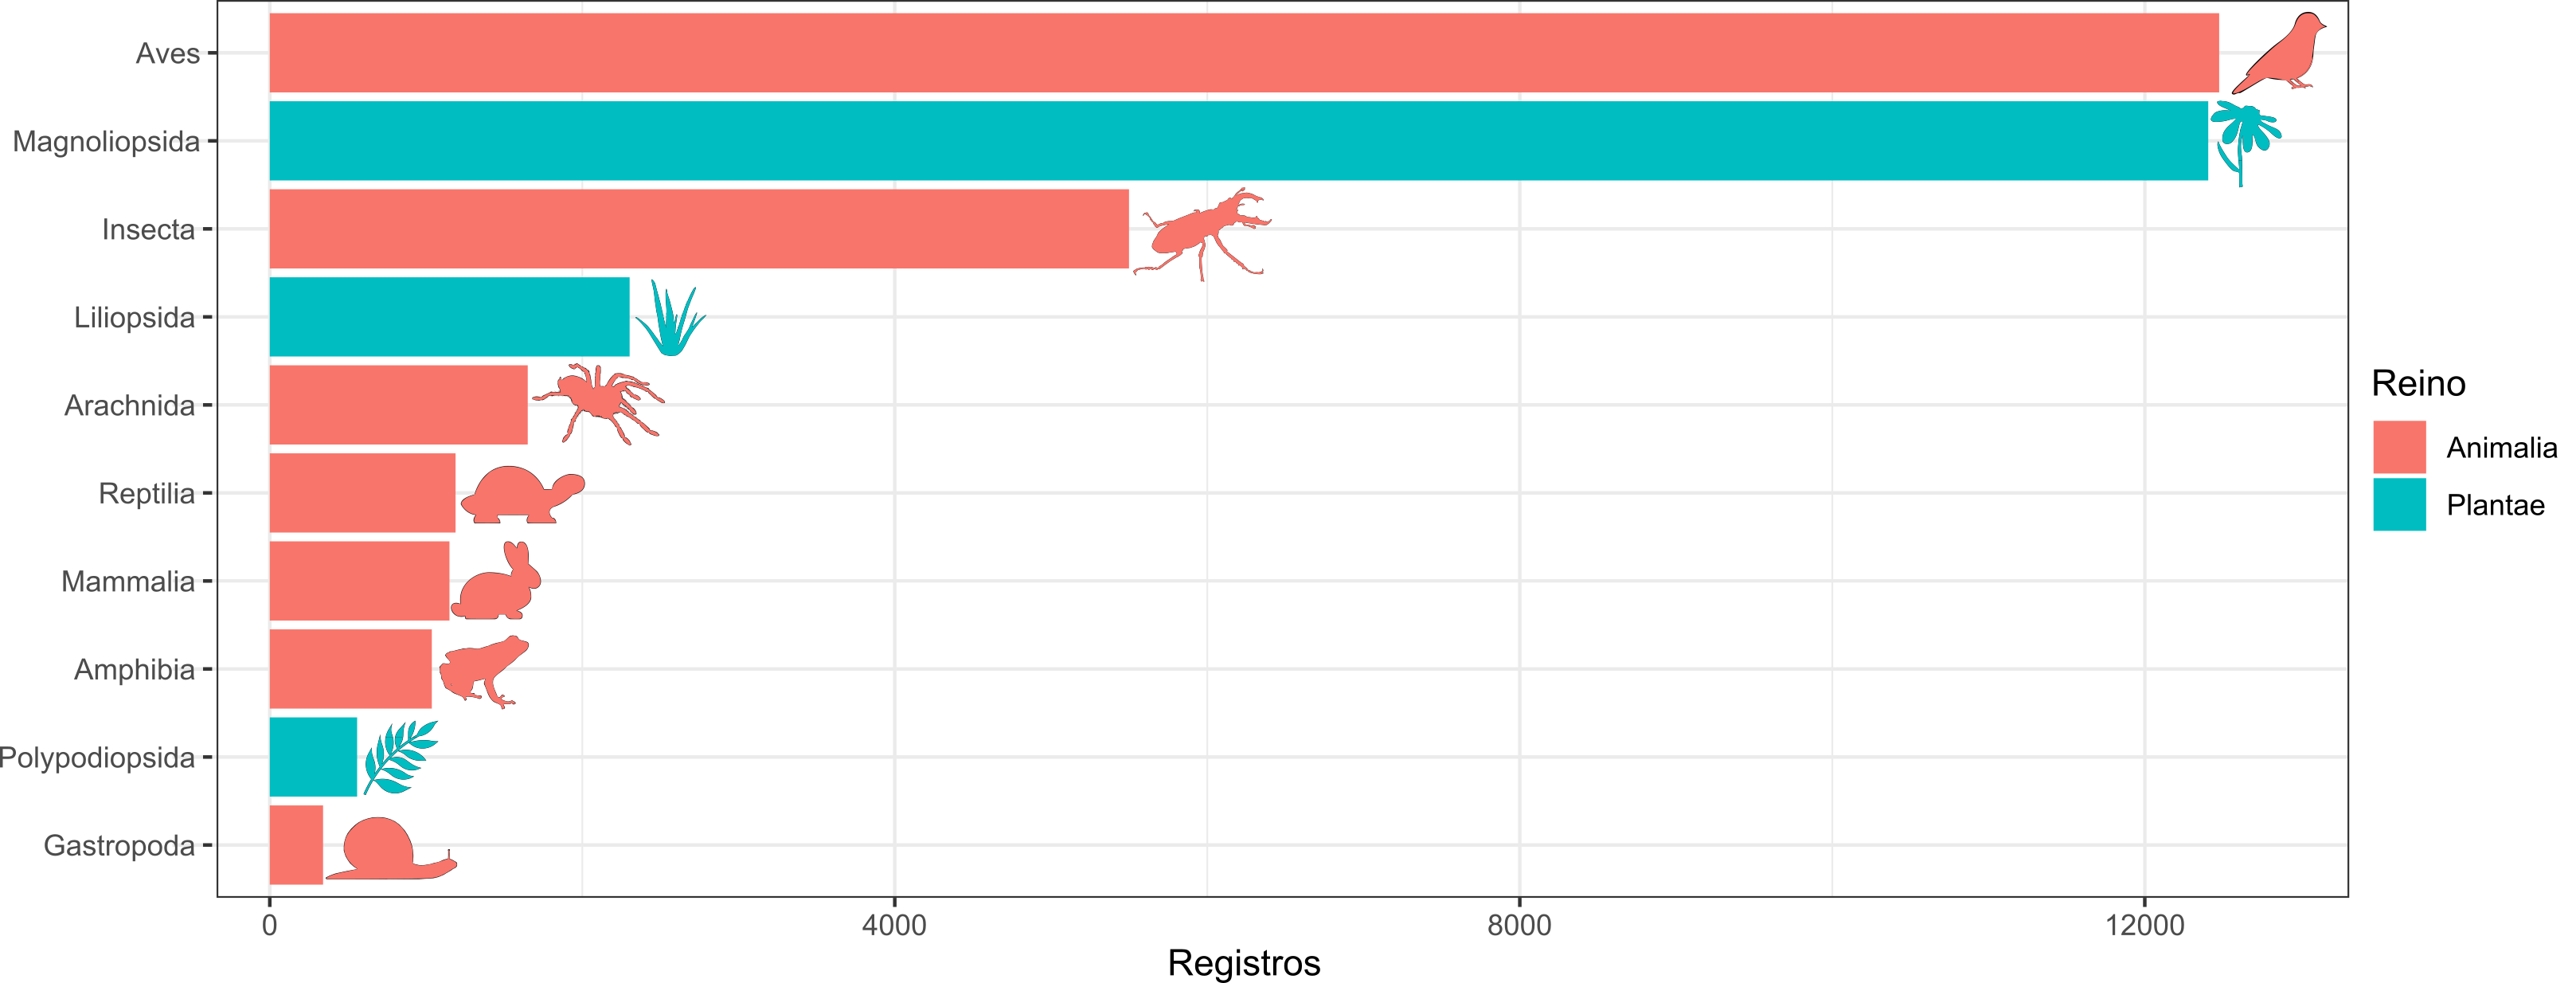 Aves
Magnoliopsida
Insecta
Liliopsida
Arachnida
Reptilia
Mammalia
Amphibia
Polypodiopsida
Gastropoda
0 4000 8000 12000
Registros
Reino
Animalia
Plantae